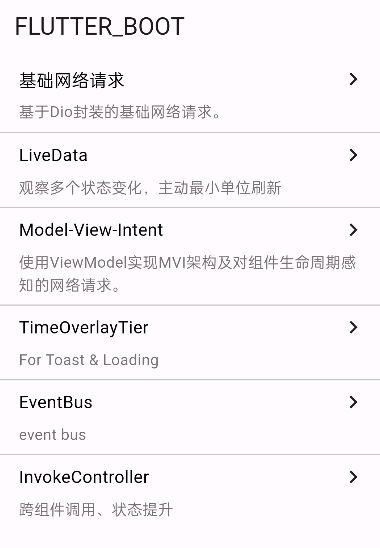 FLUTTER_BOOT
基础网络请求
基于Dio封装的基础网络请求。
LiveData
观察多个状态变化，主动最小单位刷新
Model-View-Intent
使用ViewModel实现MVI架构及对组件生命周期感
知的网络请求。
TimeOverlayTier
For Toast & Loading
EventBus
event bus
InvokeController
跨组件调用、状态提升